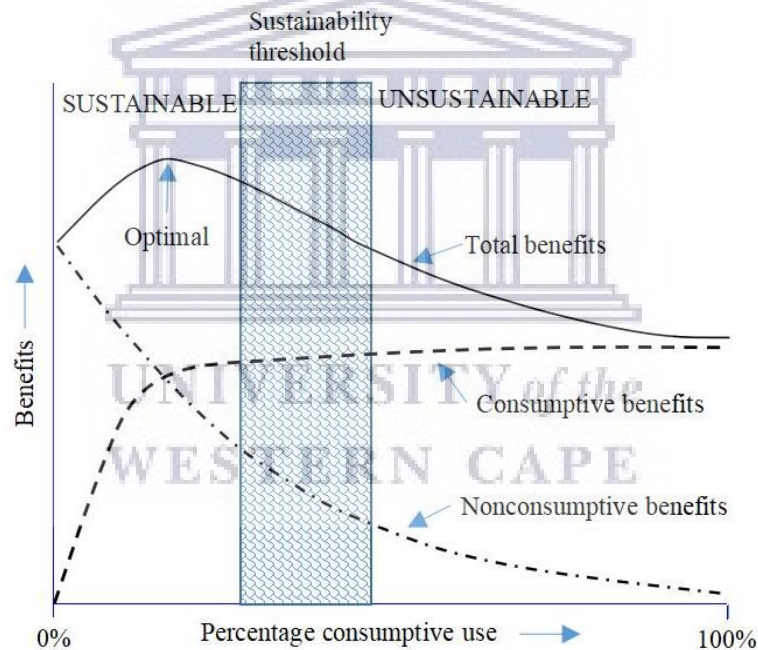 Sustainability
threshold
SUSTAINABLE
UNSUSTAINABLE
Optimal
Total benefits
Benefits
UNIVERSITY of the
Consumptive benefits
WESTERN CAPE
Nonconsumptive benefits
0%
Percentage consumptive use
100%